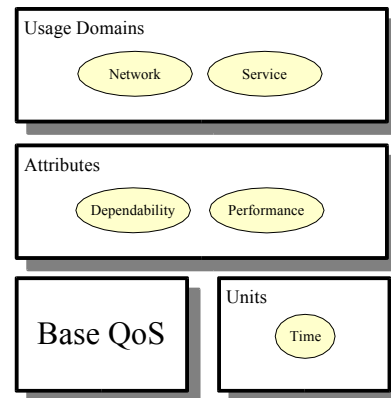 Usage Domains
Network Service
Attributes
Dependability Performance
Base QoS
Units
Time